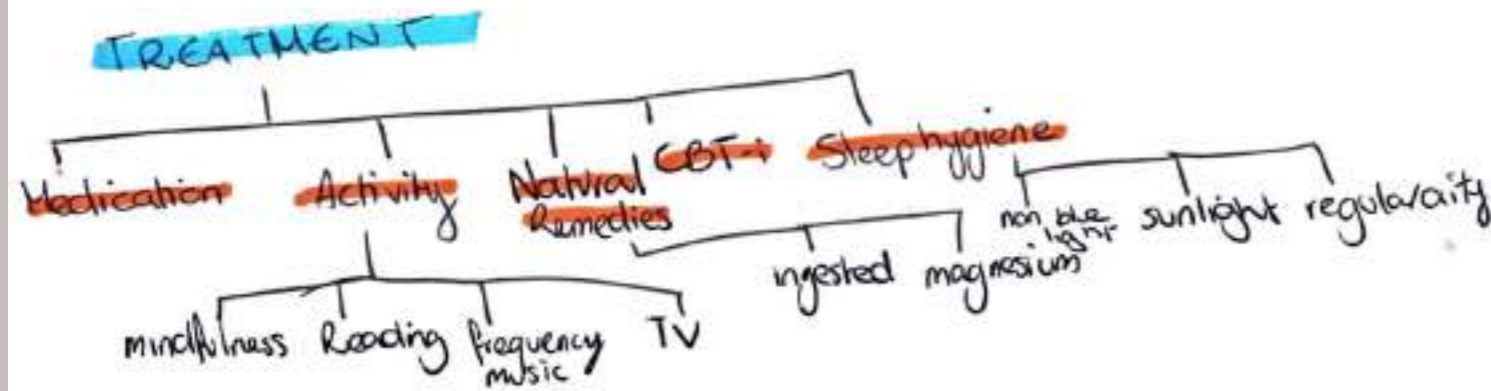 TREATMENT
Medication
Activity
Natural
Remedies
CBT-i
Sleep hygiene
mindfulness
Reading
frequency
music
TV
ingested
magnesium
non blue
light
sunlight
regularaity